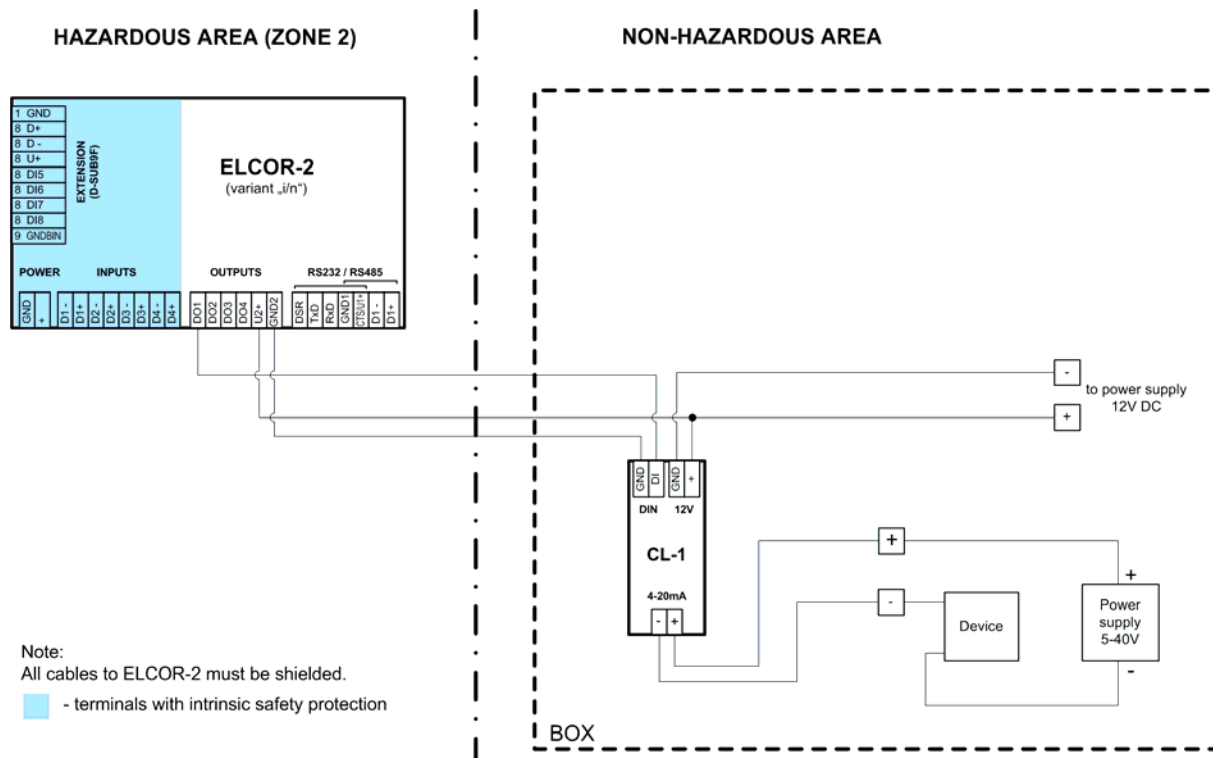 HAZARDOUS AREA (ZONE 2)
NON-HAZARDOUS AREA
1 GND
8 D+
8 D -
8 U+
8 DI5
8 DI6
8 DI7
8 DI8
9 GNDBIN
EXTENSION
(D-SUB9F)
ELCOR-2
(variant „i/n“)
POWER
INPUTS
OUTPUTS
RS232 / RS485
GND
+
D1 -
D1+
D2 -
D2+
D3 -
D3+
D4 -
D4+
DO1
DO2
DO3
DO4
U2+
GND2
DSR
TxD
RxD
GND1
CTS/U1+
D1 -
D1+
-
to power supply
12V DC
+
GND
DI
GND
+
DIN
12V
CL-1
4-20mA
- +
+
-
Device
+
Power
supply
5-40V
-
Note:
All cables to ELCOR-2 must be shielded.
- terminals with intrinsic safety protection
BOX